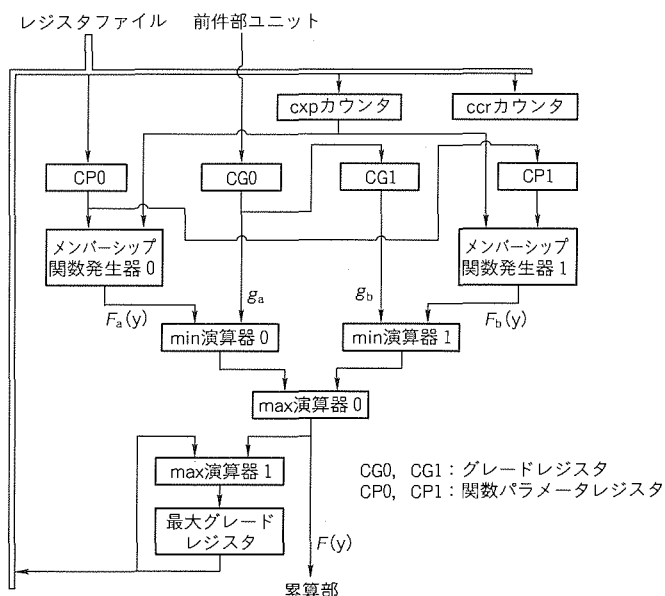 レジスタファイル 前件部ユニット
cxpカウンタ ccrカウンタ
CP0 CG0 CG1 CP1
メンバーシップ
関数発生器0
メンバーシップ
関数発生器1
ga gb
Fa(y) Fb(y)
min演算器0 min演算器1
max演算器0
max演算器1
最大グレード
レジスタ
CG0, CG1：グレードレジスタ
CP0, CP1：関数パラメータレジスタ
F(y)
累算部